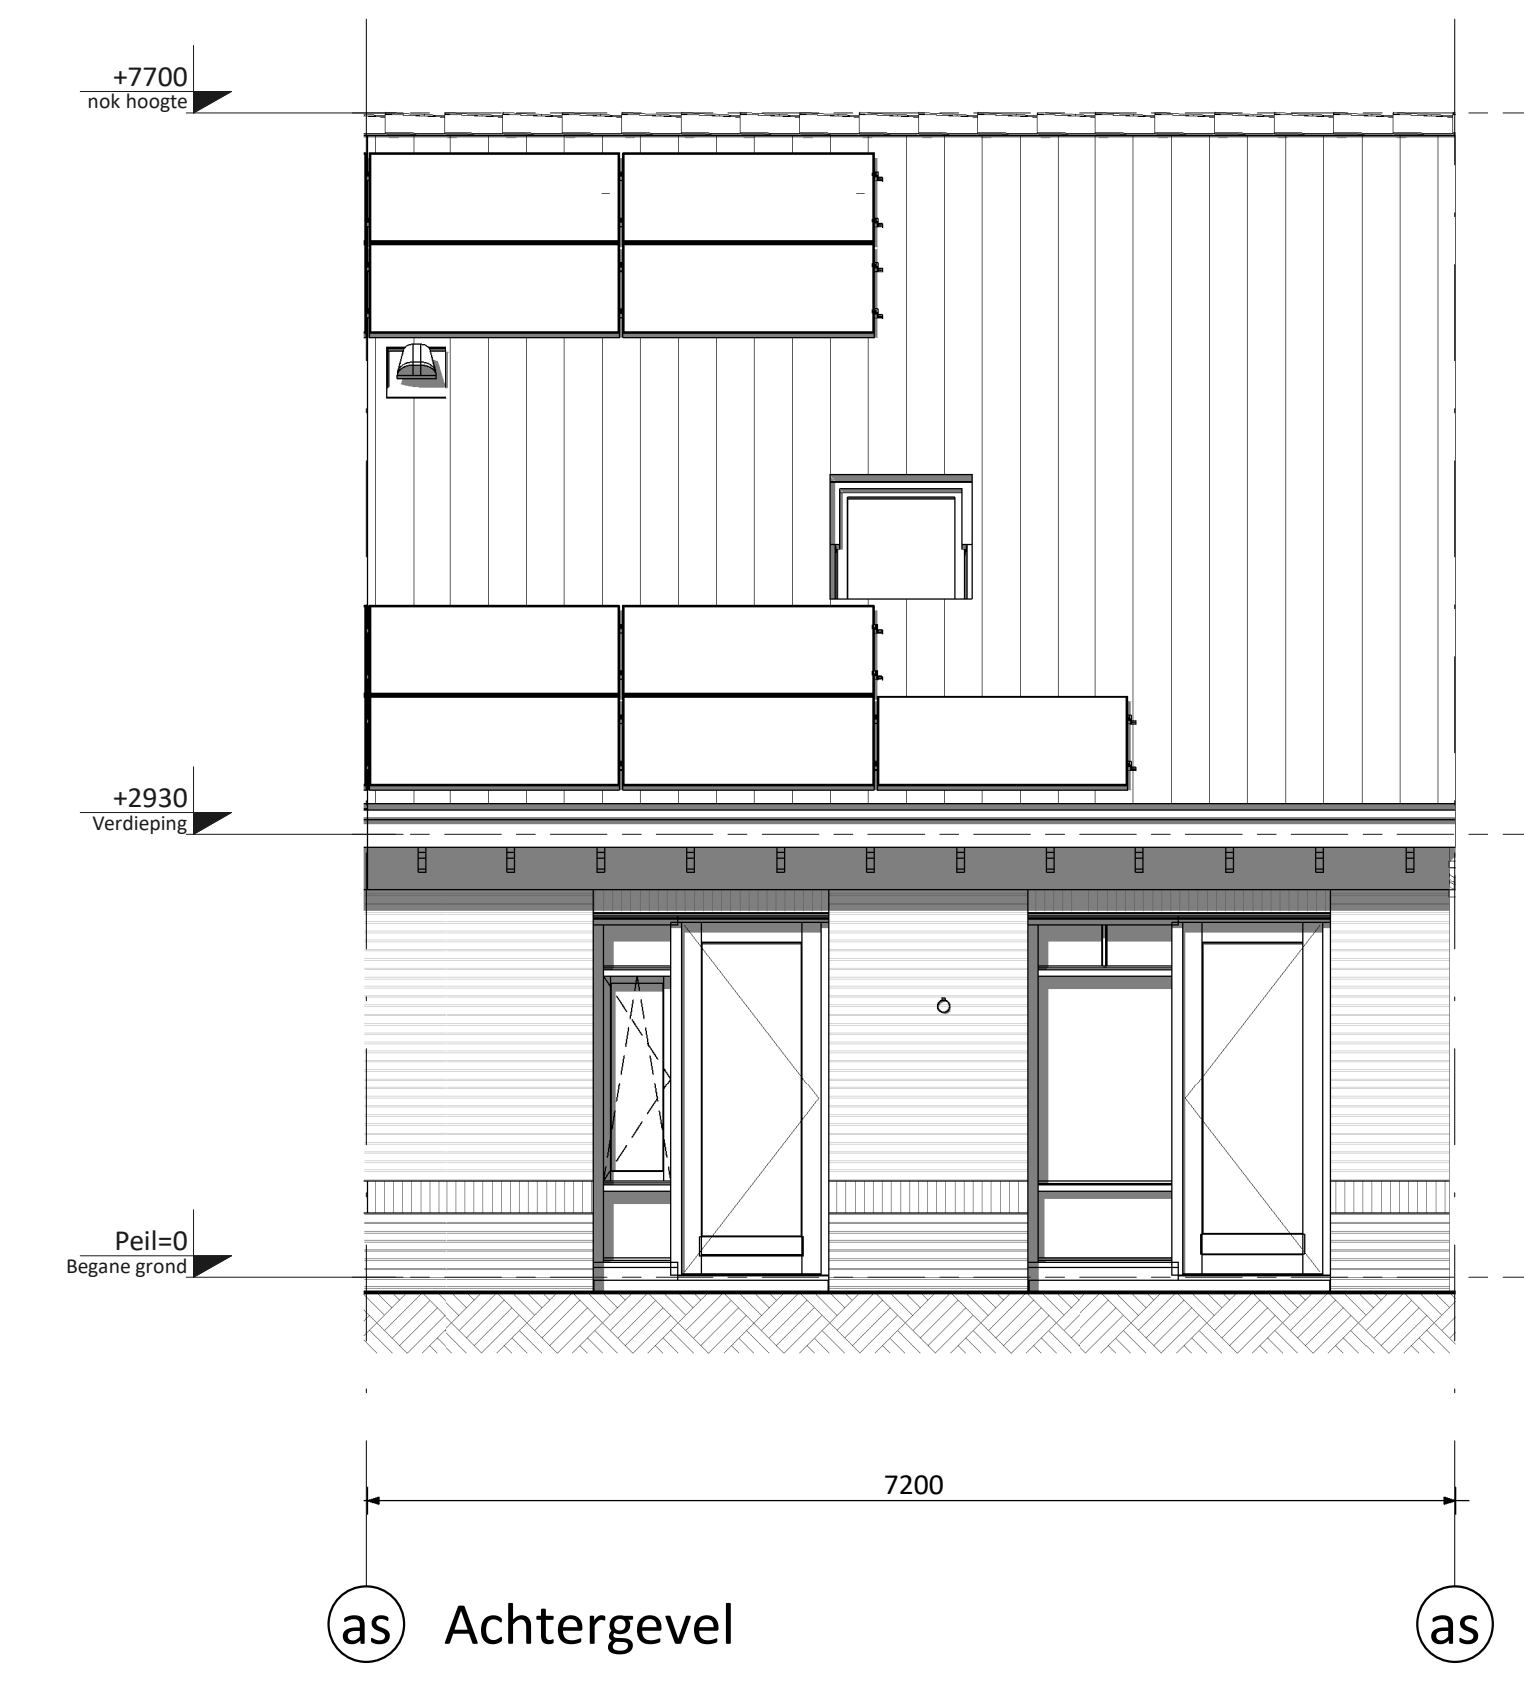 +7700
nok hoogte
+2930
Verdieping
Peil=0
Begane grond
7200
as Achtergevel as